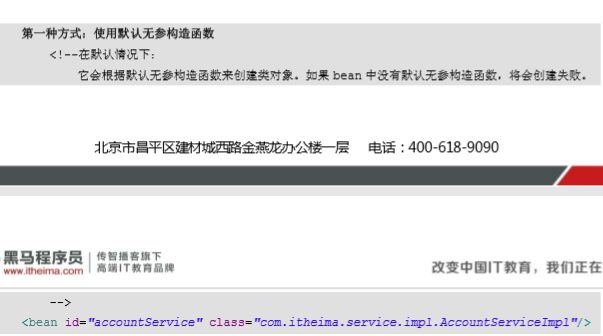 第一种方式：使用默认无参构造函数
<!--在默认情况下：
它会根据默认无参构造函数来创建类对象。如果 bean 中没有默认无参构造函数，将会创建失败。
北京市昌平区建材城西路金燕龙办公楼一层 电话：400-618-9090
黑马程序员 传智播客旗下
www.itheima.com 高端IT教育品牌
改变中国IT教育，我们正在
-->
<bean id="accountService" class="com.itheima.service.impl.AccountServiceImpl"/>